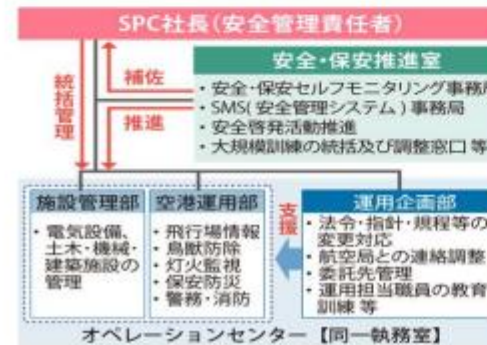 SPC社長(安全管理責任者)
統括管理
補佐
推進
安全・保安推進室
・安全・保安セルフモニタリング事務局
・SMS(安全管理システム)事務局
・安全啓発活動推進
・大規模訓練の統括及び調整窓口 等
施設管理部
・電気設備、
土木・機械・
建築施設の
管理
空港運用部
・飛行場情報
・鳥獣防除
・灯火監視
・保安防災
・警務・消防
支援
運用企画部
・法令・指針・規程等の
変更対応
・航空局との連絡調整
・委託先管理
・運用担当職員の教育
訓練 等
オペレーションセンター【同一執務室】